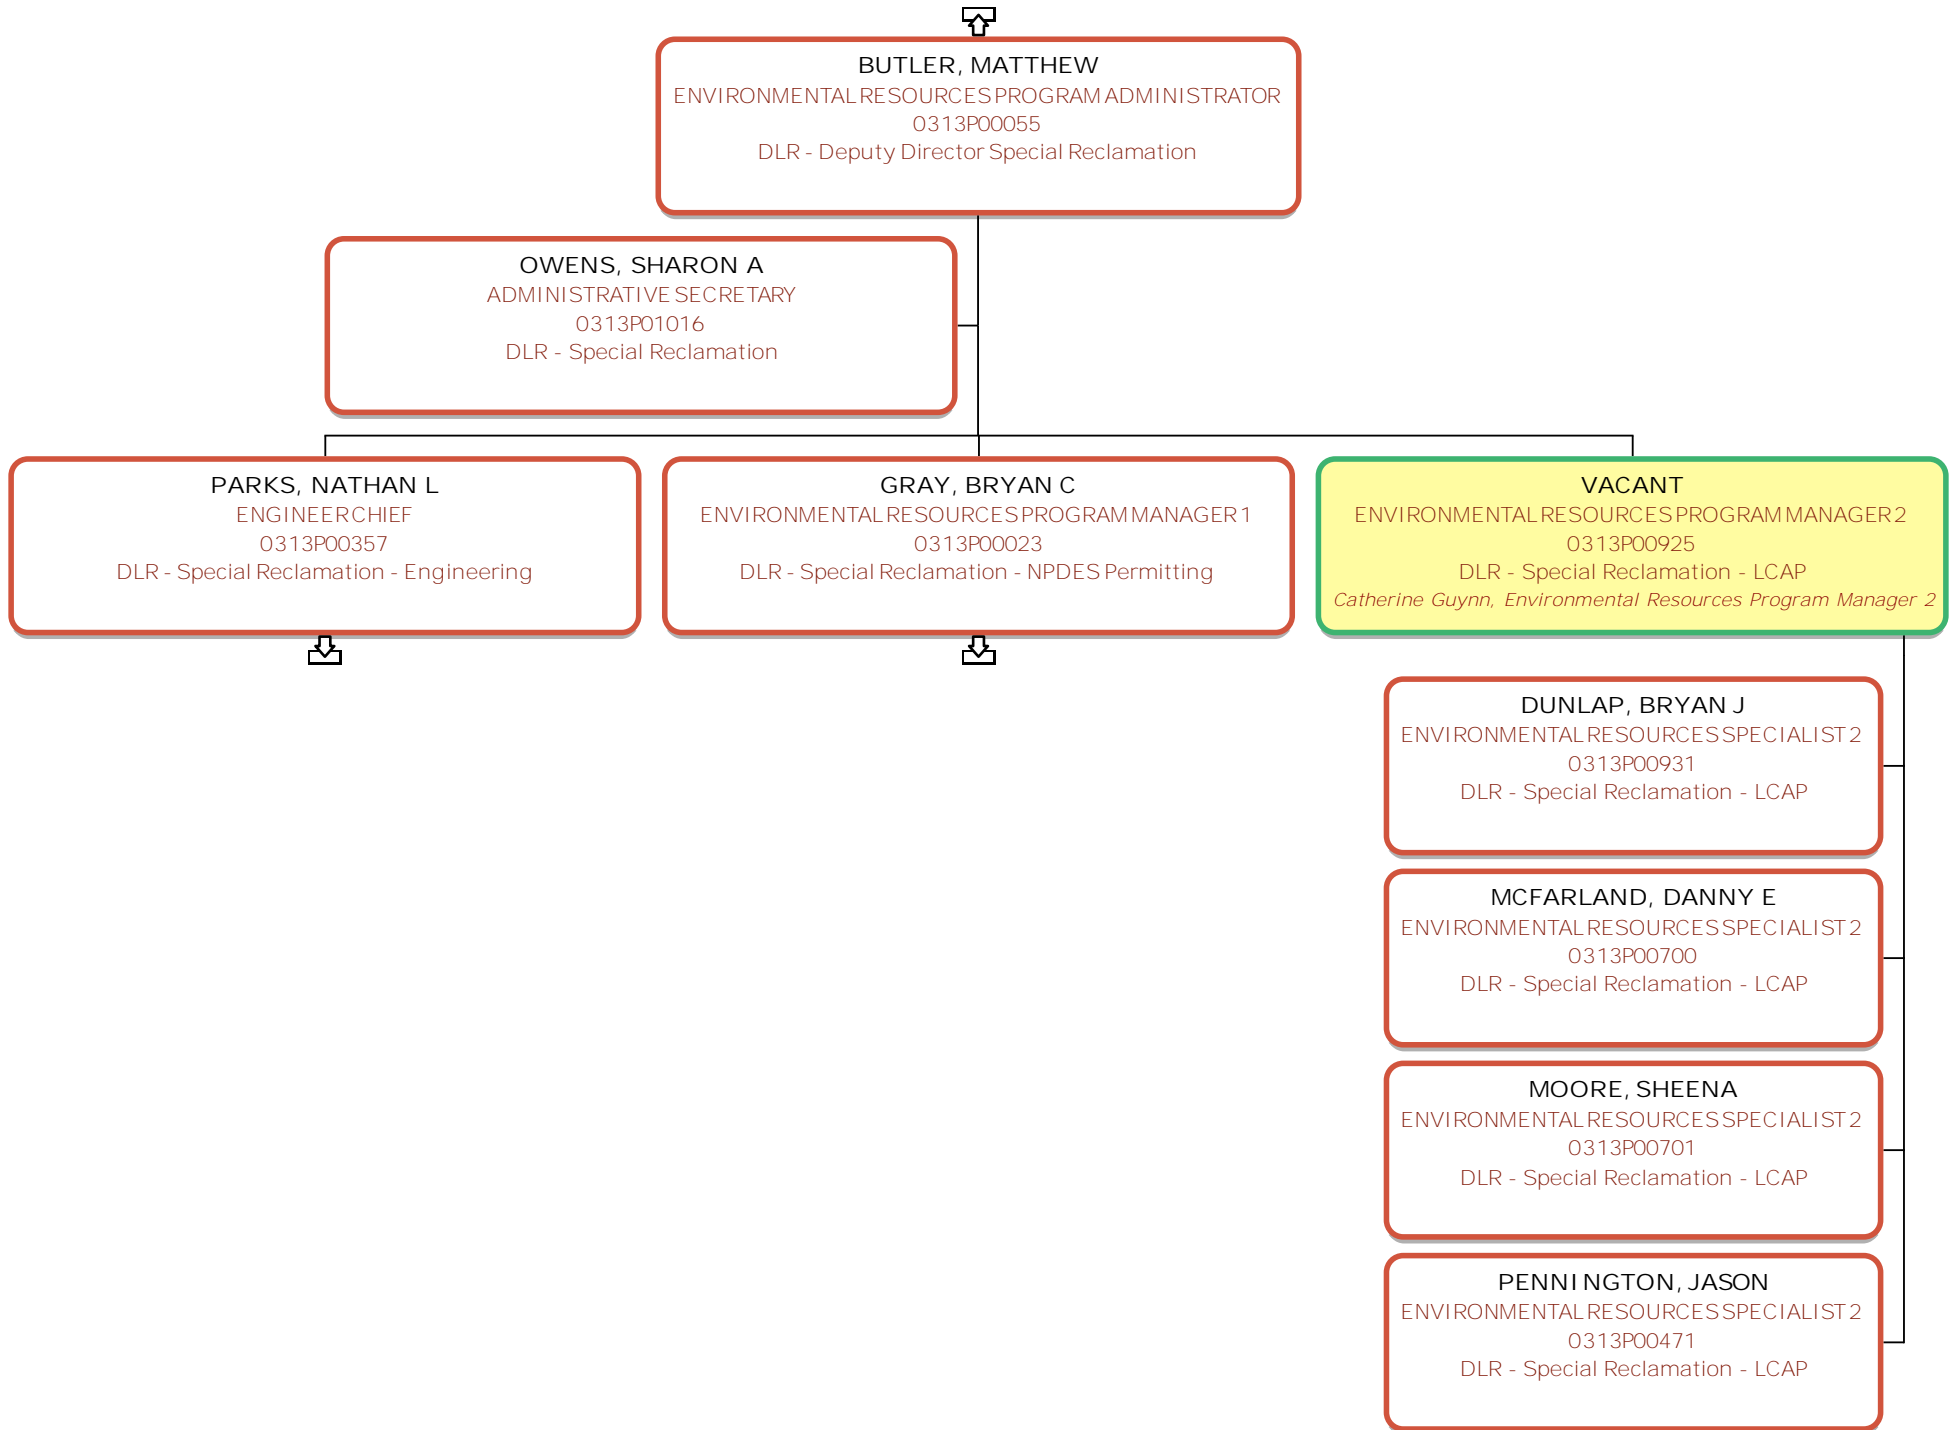 BUTLER, MATTHEW
ENVIRONMENTAL RESOURCES PROGRAM ADMINISTRATOR
0313P00055
DLR - Deputy Director Special Reclamation
OWENS, SHARON A
ADMINISTRATIVE SECRETARY
0313P01016
DLR - Special Reclamation
PARKS, NATHAN L
ENGINEER CHIEF
0313P00357
DLR - Special Reclamation - Engineering
GRAY, BRYAN C
ENVIRONMENTAL RESOURCES PROGRAM MANAGER 1
0313P00023
DLR - Special Reclamation - NPDES Permitting
VACANT
ENVIRONMENTAL RESOURCES PROGRAM MANAGER 2
0313P00925
DLR - Special Reclamation - LCAP
Catherine Guynn, Environmental Resources Program Manager 2
DUNLAP, BRYAN J
ENVIRONMENTAL RESOURCES SPECIALIST 2
0313P00931
DLR - Special Reclamation - LCAP
MCFARLAND, DANNY E
ENVIRONMENTAL RESOURCES SPECIALIST 2
0313P00700
DLR - Special Reclamation - LCAP
MOORE, SHEENA
ENVIRONMENTAL RESOURCES SPECIALIST 2
0313P00701
DLR - Special Reclamation - LCAP
PENNINGTON, JASON
ENVIRONMENTAL RESOURCES SPECIALIST 2
0313P00471
DLR - Special Reclamation - LCAP